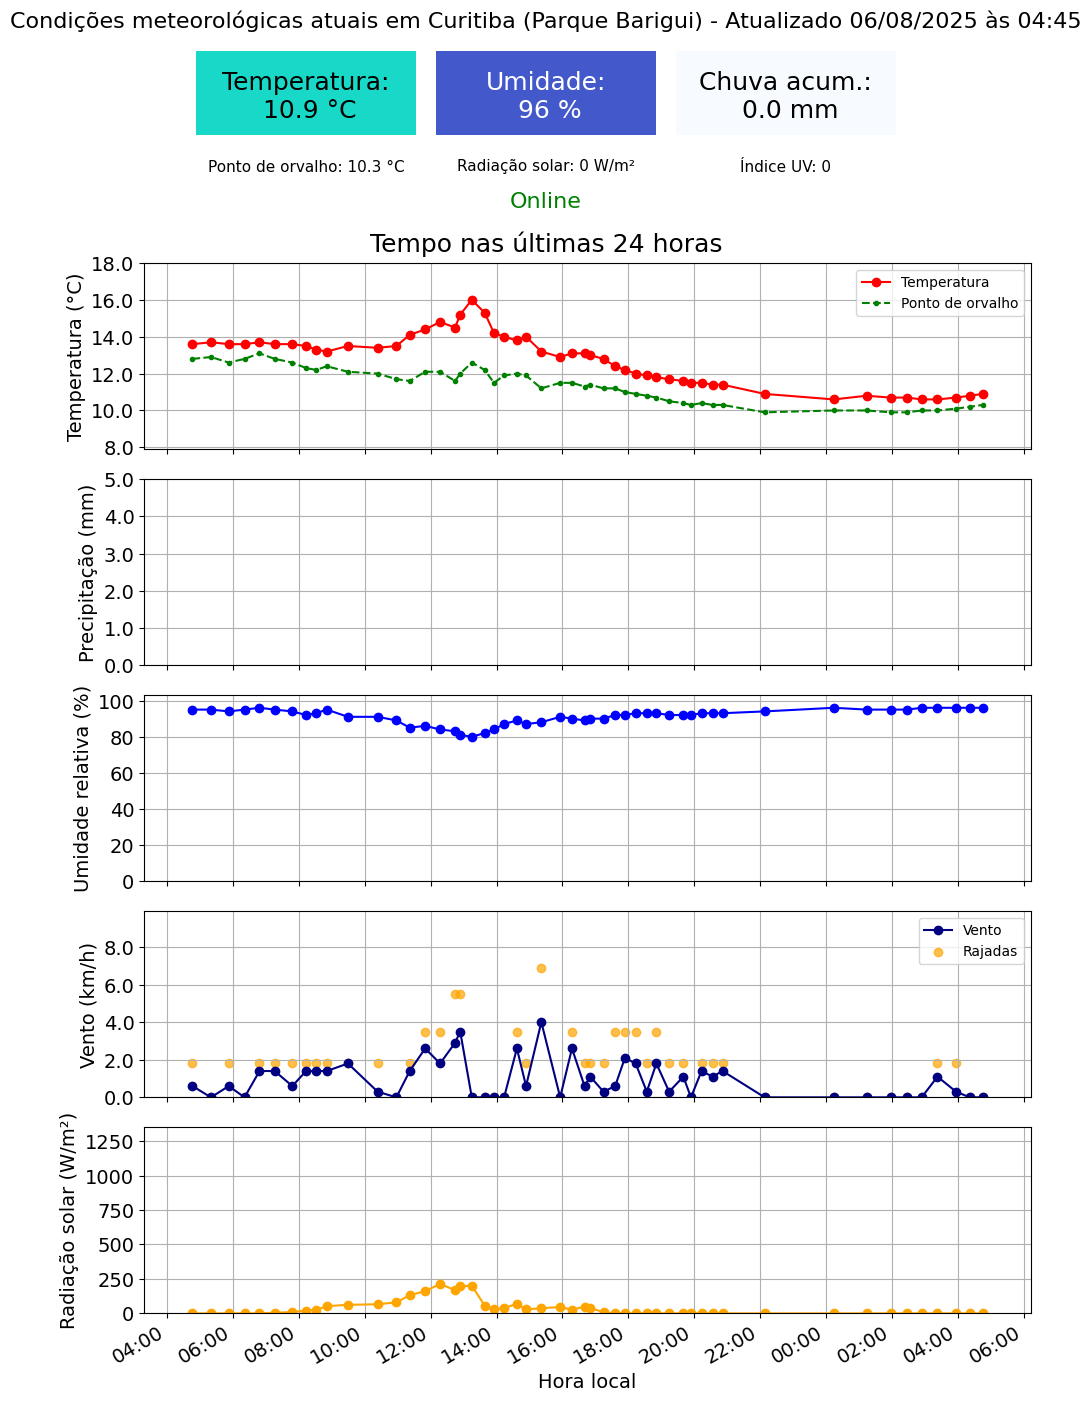 Condições meteorológicas atuais em Curitiba (Parque Barigui) - Atualizado 06/08/2025 às 04:45
Temperatura:
10.9 °C
Umidade:
96 %
Chuva acum.:
0.0 mm
Ponto de orvalho: 10.3 °C
Radiação solar: 0 W/m²
Índice UV: 0
Online
Tempo nas últimas 24 horas
Temperatura (°C)
18.0
16.0
14.0
12.0
10.0
8.0
Temperatura
Ponto de orvalho
Precipitação (mm)
5.0
4.0
3.0
2.0
1.0
0.0
Umidade relativa (%)
100
80
60
40
20
0
Vento (km/h)
8.0
6.0
4.0
2.0
0.0
Vento
Rajadas
Radiação solar (W/m²)
1250
1000
750
500
250
0
04:00
06:00
08:00
10:00
12:00
14:00
16:00
18:00
20:00
22:00
00:00
02:00
04:00
06:00
Hora local